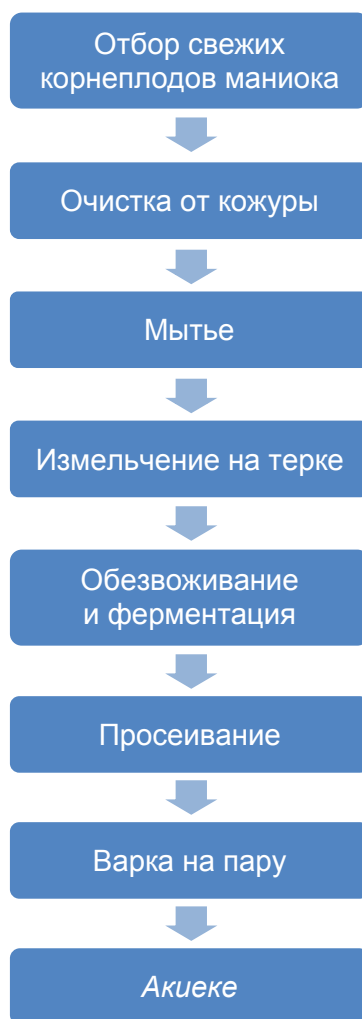 Отбор свежих
корнеплодов маниока
Очистка от кожуры
Мытье
Измельчение на терке
Обезвоживание
и ферментация
Просеивание
Варка на пару
Акиеке